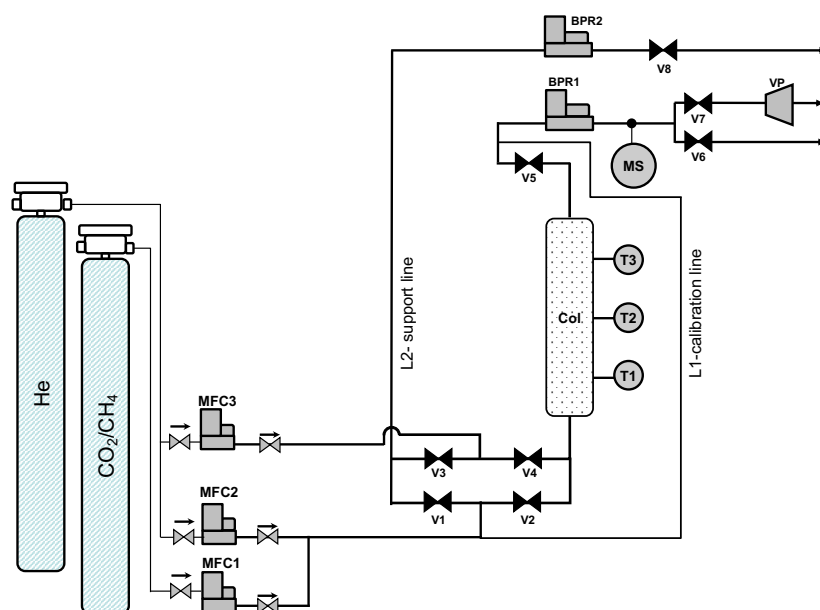 BPR2
V8
BPR1
VP
V7
V6
MS
V5
L2- support line
L1-calibration line
T3
Col.
T2
T1
He
CO₂/CH₄
MFC3
V3
V4
MFC2
V1
V2
MFC1